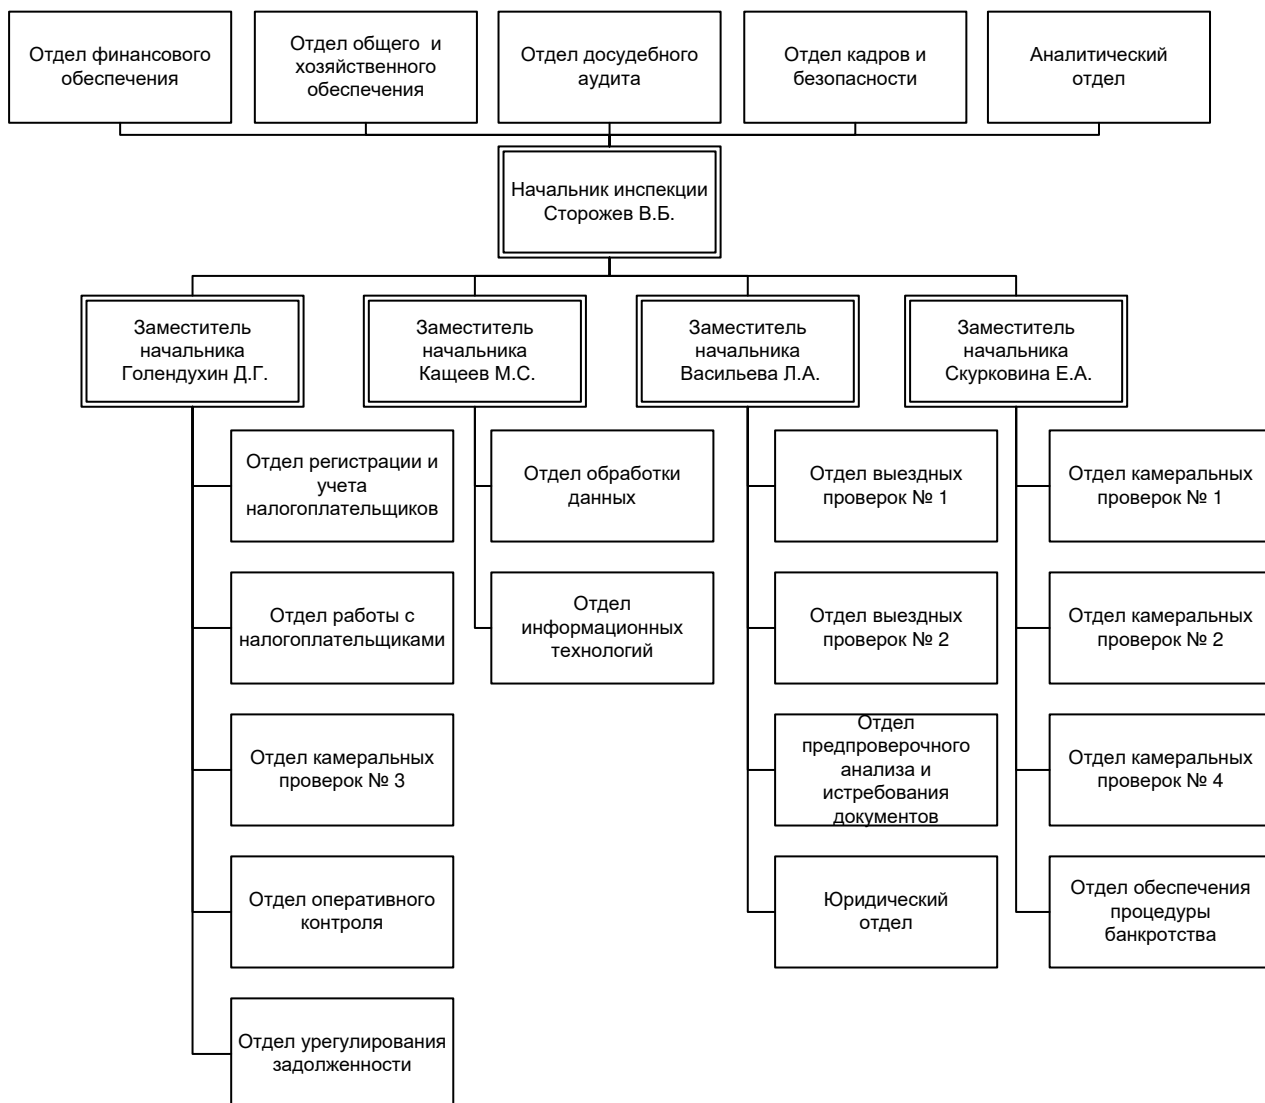 Отдел финансового
обеспечения
Отдел общего и
хозяйственного
обеспечения
Отдел досудебного
аудита
Отдел кадров и
безопасности
Аналитический
отдел
Начальник инспекции
Сторожев В.Б.
Заместитель
начальника
Голендухин Д.Г.
Заместитель
начальника
Кащеев М.С.
Заместитель
начальника
Васильева Л.А.
Заместитель
начальника
Скурковина Е.А.
Отдел регистрации и
учета
налогоплательщиков
Отдел обработки
данных
Отдел выездных
проверок № 1
Отдел камеральных
проверок № 1
Отдел работы с
налогоплательщиками
Отдел
информационных
технологий
Отдел выездных
проверок № 2
Отдел камеральных
проверок № 2
Отдел камеральных
проверок № 3
Отдел
предпроверочного
анализа и
истребования
документов
Отдел камеральных
проверок № 4
Отдел оперативного
контроля
Юридический
отдел
Отдел обеспечения
процедуры
банкротства
Отдел урегулирования
задолженности